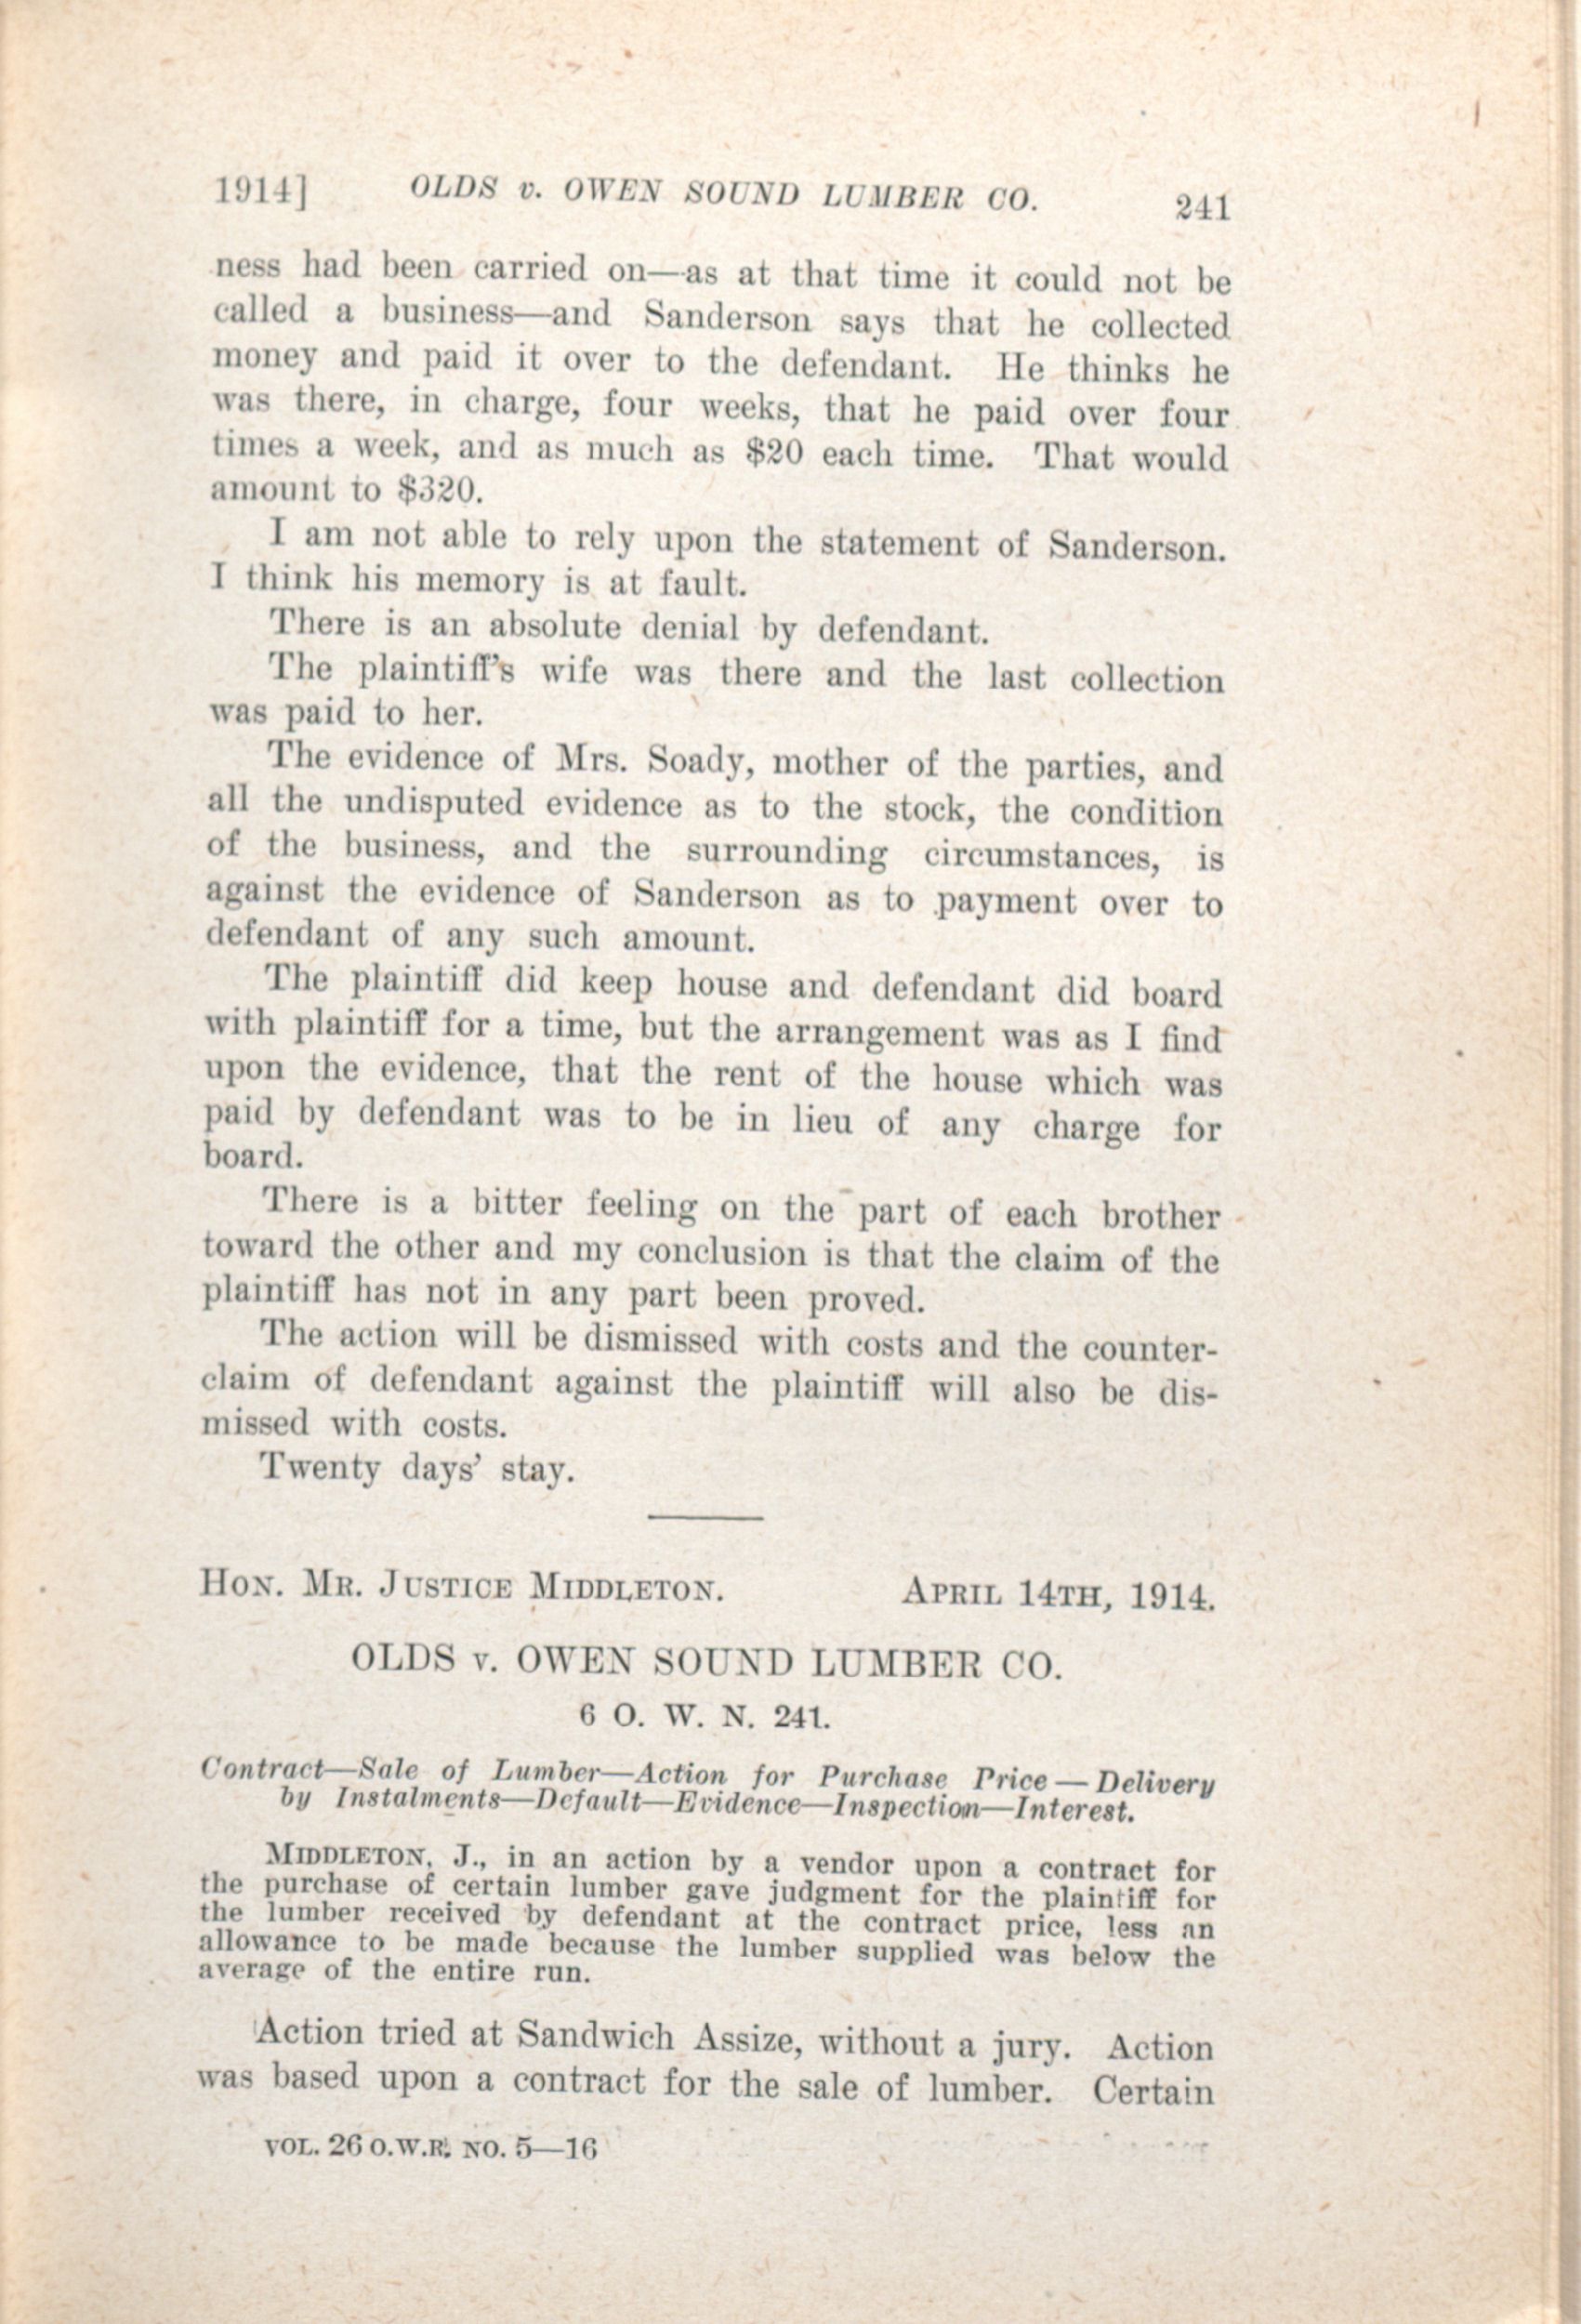 1914] OLDS v. OWEN SOUND LUMBER CO. 241
ness had been carried on—as at that time it could not be
called a business—and Sanderson says that he collected
money and paid it over to the defendant. He thinks he
was there, in charge, four weeks, that he paid over four
times a week, and as much as $20 each time. That would
amount to $320.
I am not able to rely upon the statement of Sanderson.
I think his memory is at fault.
There is an absolute denial by defendant.
The plaintiff's wife was there and the last collection
was paid to her.
The evidence of Mrs. Soady, mother of the parties, and
all the undisputed evidence as to the stock, the condition
of the business, and the surrounding circumstances, is
against the evidence of Sanderson as to payment over to
defendant of any such amount.
The plaintiff did keep house and defendant did board
with plaintiff for a time, but the arrangement was as I find
upon the evidence, that the rent of the house which was
paid by defendant was to be in lieu of any charge for
board.
There is a bitter feeling on the part of each brother
toward the other and my conclusion is that the claim of the
plaintiff has not in any part been proved.
The action will be dismissed with costs and the counter-
claim of defendant against the plaintiff will also be dis-
missed with costs.
Twenty days' stay.
HON. MR. JUSTICE MIDDLETON. APRIL 14TH, 1914.
OLDS v. OWEN SOUND LUMBER CO.
6 O. W. N. 241.
Contract—Sale of Lumber—Action for Purchase Price—Delivery
by Instalments—Default—Evidence—Inspection—Interest.
MIDDLETON, J., in an action by a vendor upon a contract for
the purchase of certain lumber gave judgment for the plaintiff for
the lumber received by defendant at the contract price, less an
allowance to be made because the lumber supplied was below the
average of the entire run.
Action tried at Sandwich Assize, without a jury. Action
was based upon a contract for the sale of lumber. Certain
VOL. 26 O.W.R. NO. 5—16